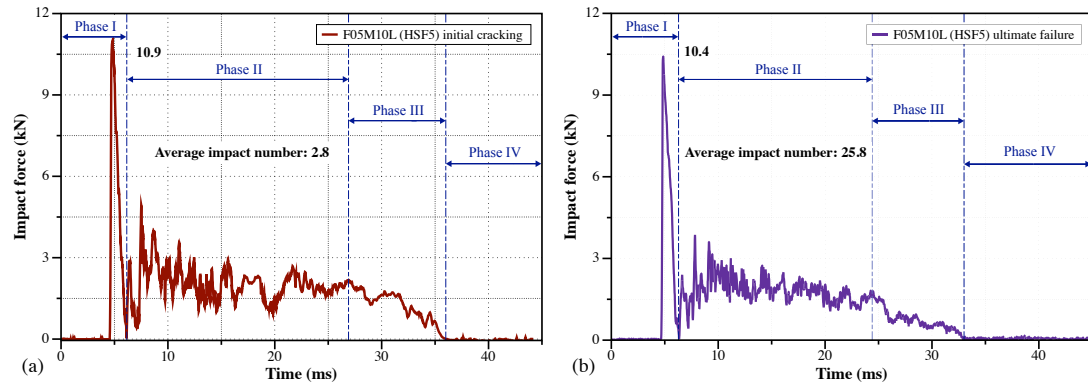 Phase I
F05M10L (HSF5) initial cracking
10.9
Phase II
Phase III
Average impact number: 2.8
Phase IV
Impact force (kN)
12
9
6
3
0
0
10
20
30
40
Time (ms)
(a)
Phase I
F05M10L (HSF5) ultimate failure
10.4
Phase II
Phase III
Average impact number: 25.8
Phase IV
Impact force (kN)
12
9
6
3
0
0
10
20
30
40
Time (ms)
(b)